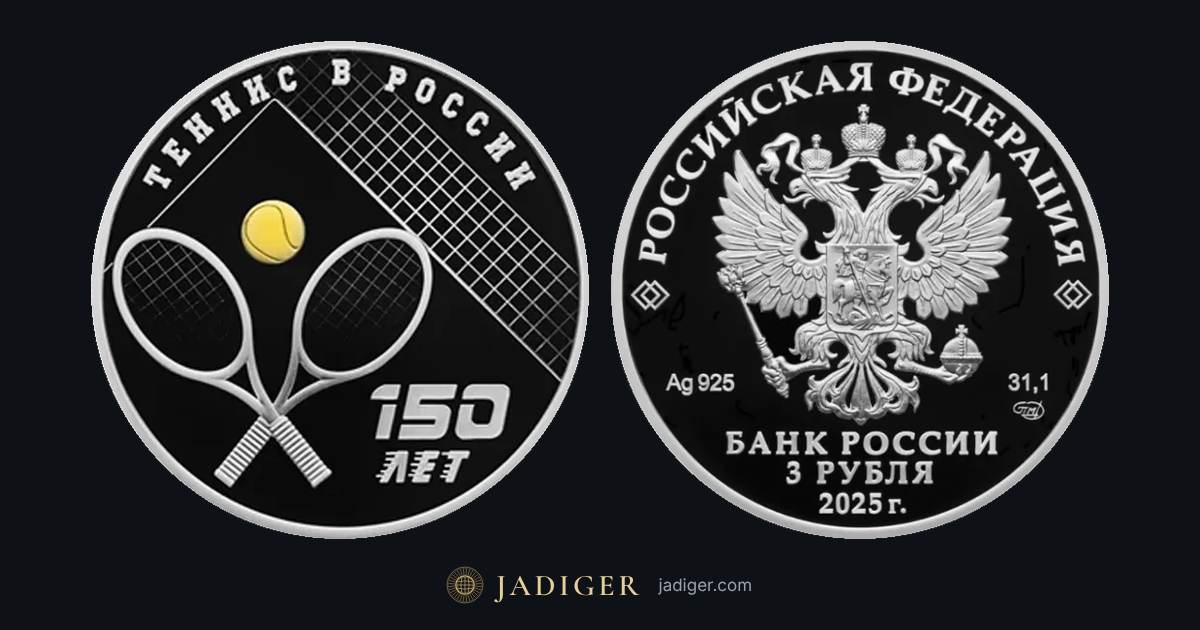 ТЕННИС В РОССИИ
150
ЛЕТ
РОССИЙСКАЯ ФЕДЕРАЦИЯ
Ag 925
31,1
БАНК РОССИИ
3 РУБЛЯ
2025 г.
JADIGER
jadiger.com